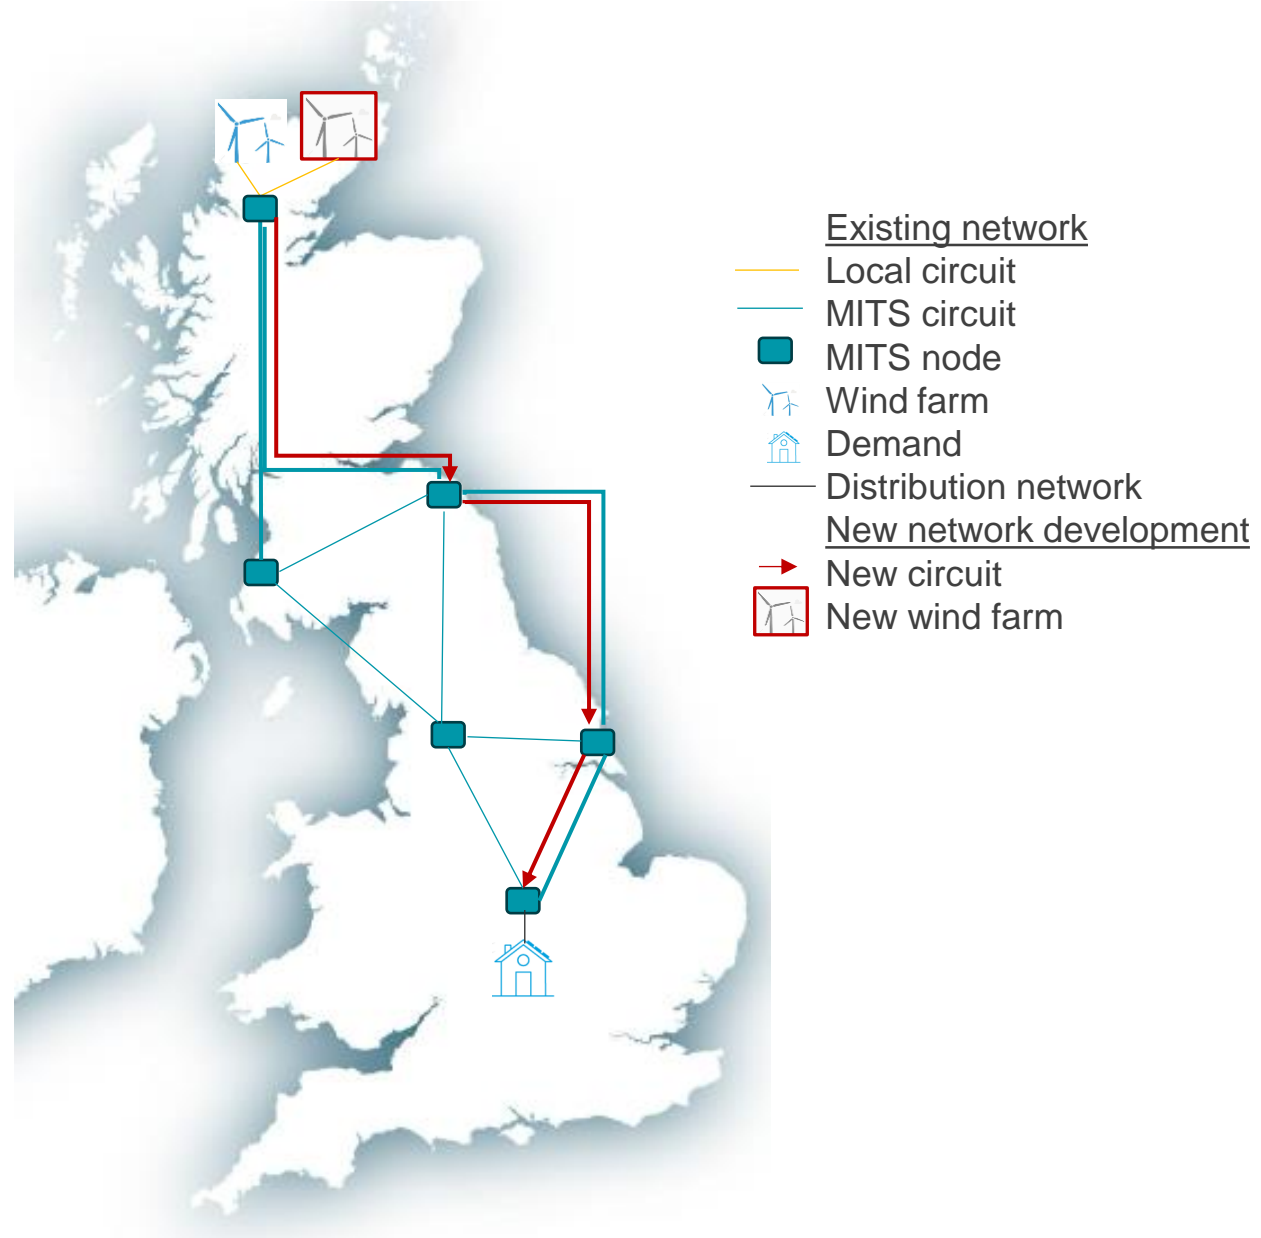 Existing network
Local circuit
MITS circuit
MITS node
Wind farm
Demand
Distribution network
New network development
New circuit
New wind farm